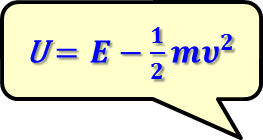 U = E − ½mv²